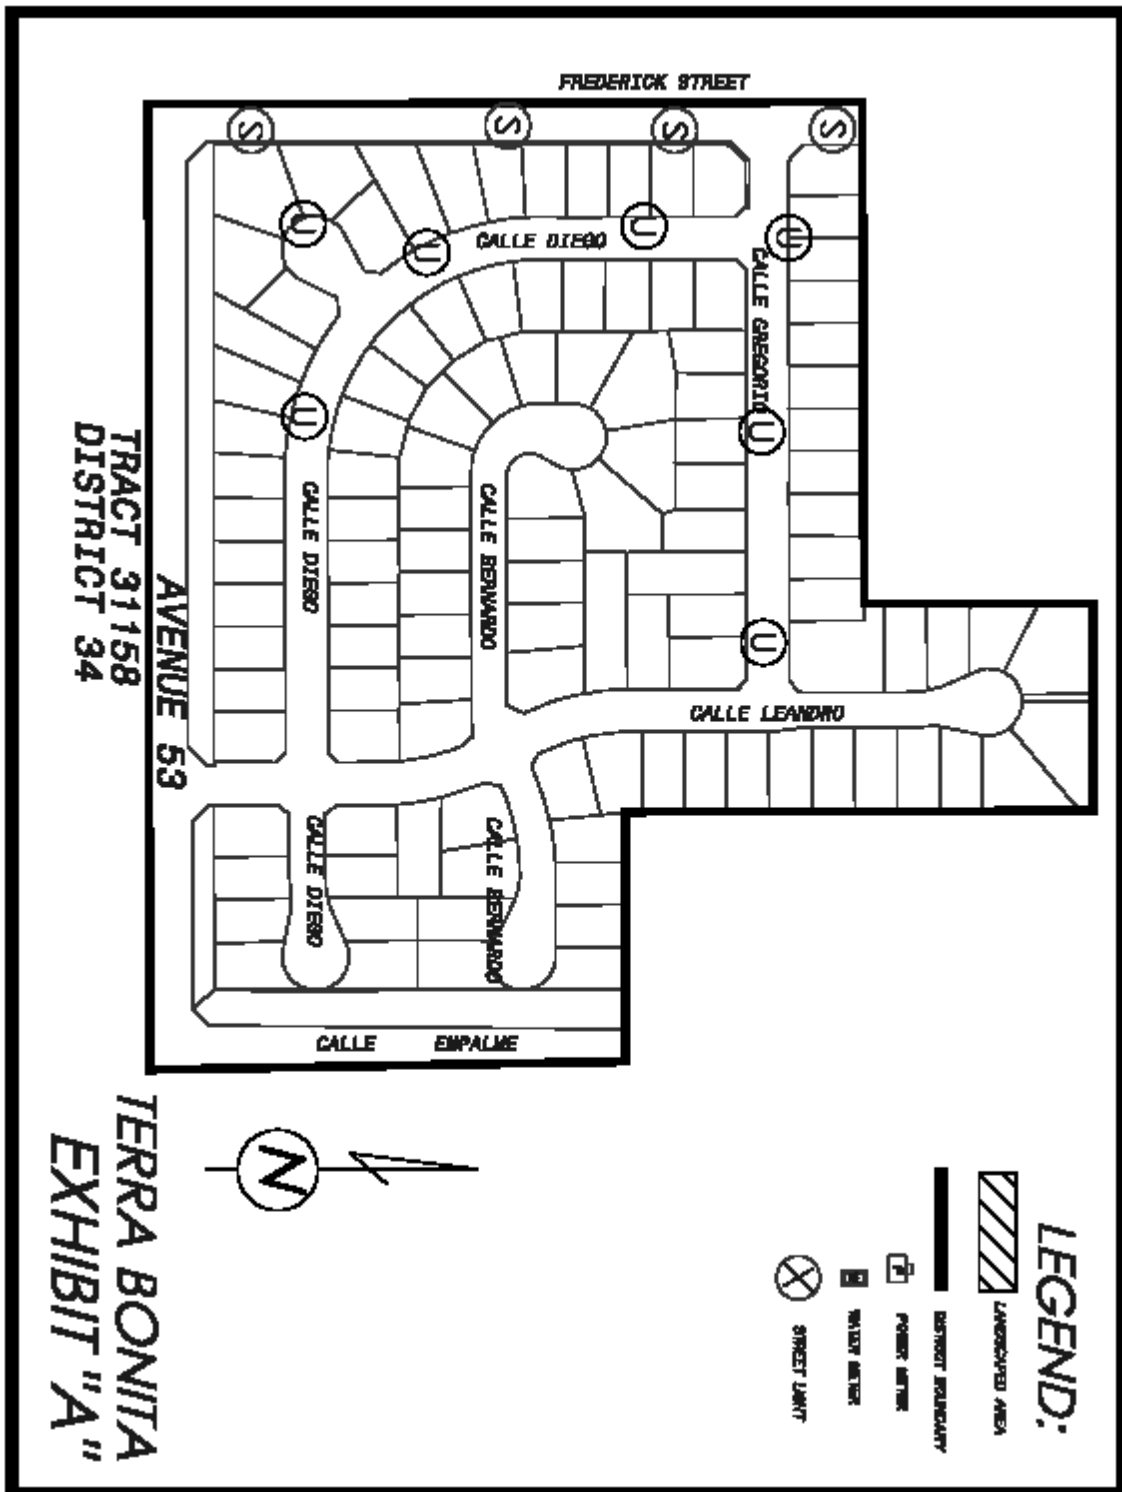 FREDERICK STREET
S
S
S
S
U
U
U
U
CALLE DIEGO
CALLE GREGORIO
U
U
U
CALLE DIEGO
CALLE BERNARDO
CALLE LEANDRO
AVENUE 53
TRACT 31158
DISTRICT 34
CALLE DIEGO
CALLE BERNARDO
CALLE EMPALME
N
TERRA BONITA
EXHIBIT "A"
LEGEND:
LANDSCAPED AREA
DISTRICT BOUNDARY
POWER METER
WATER METER
STREET LIGHT